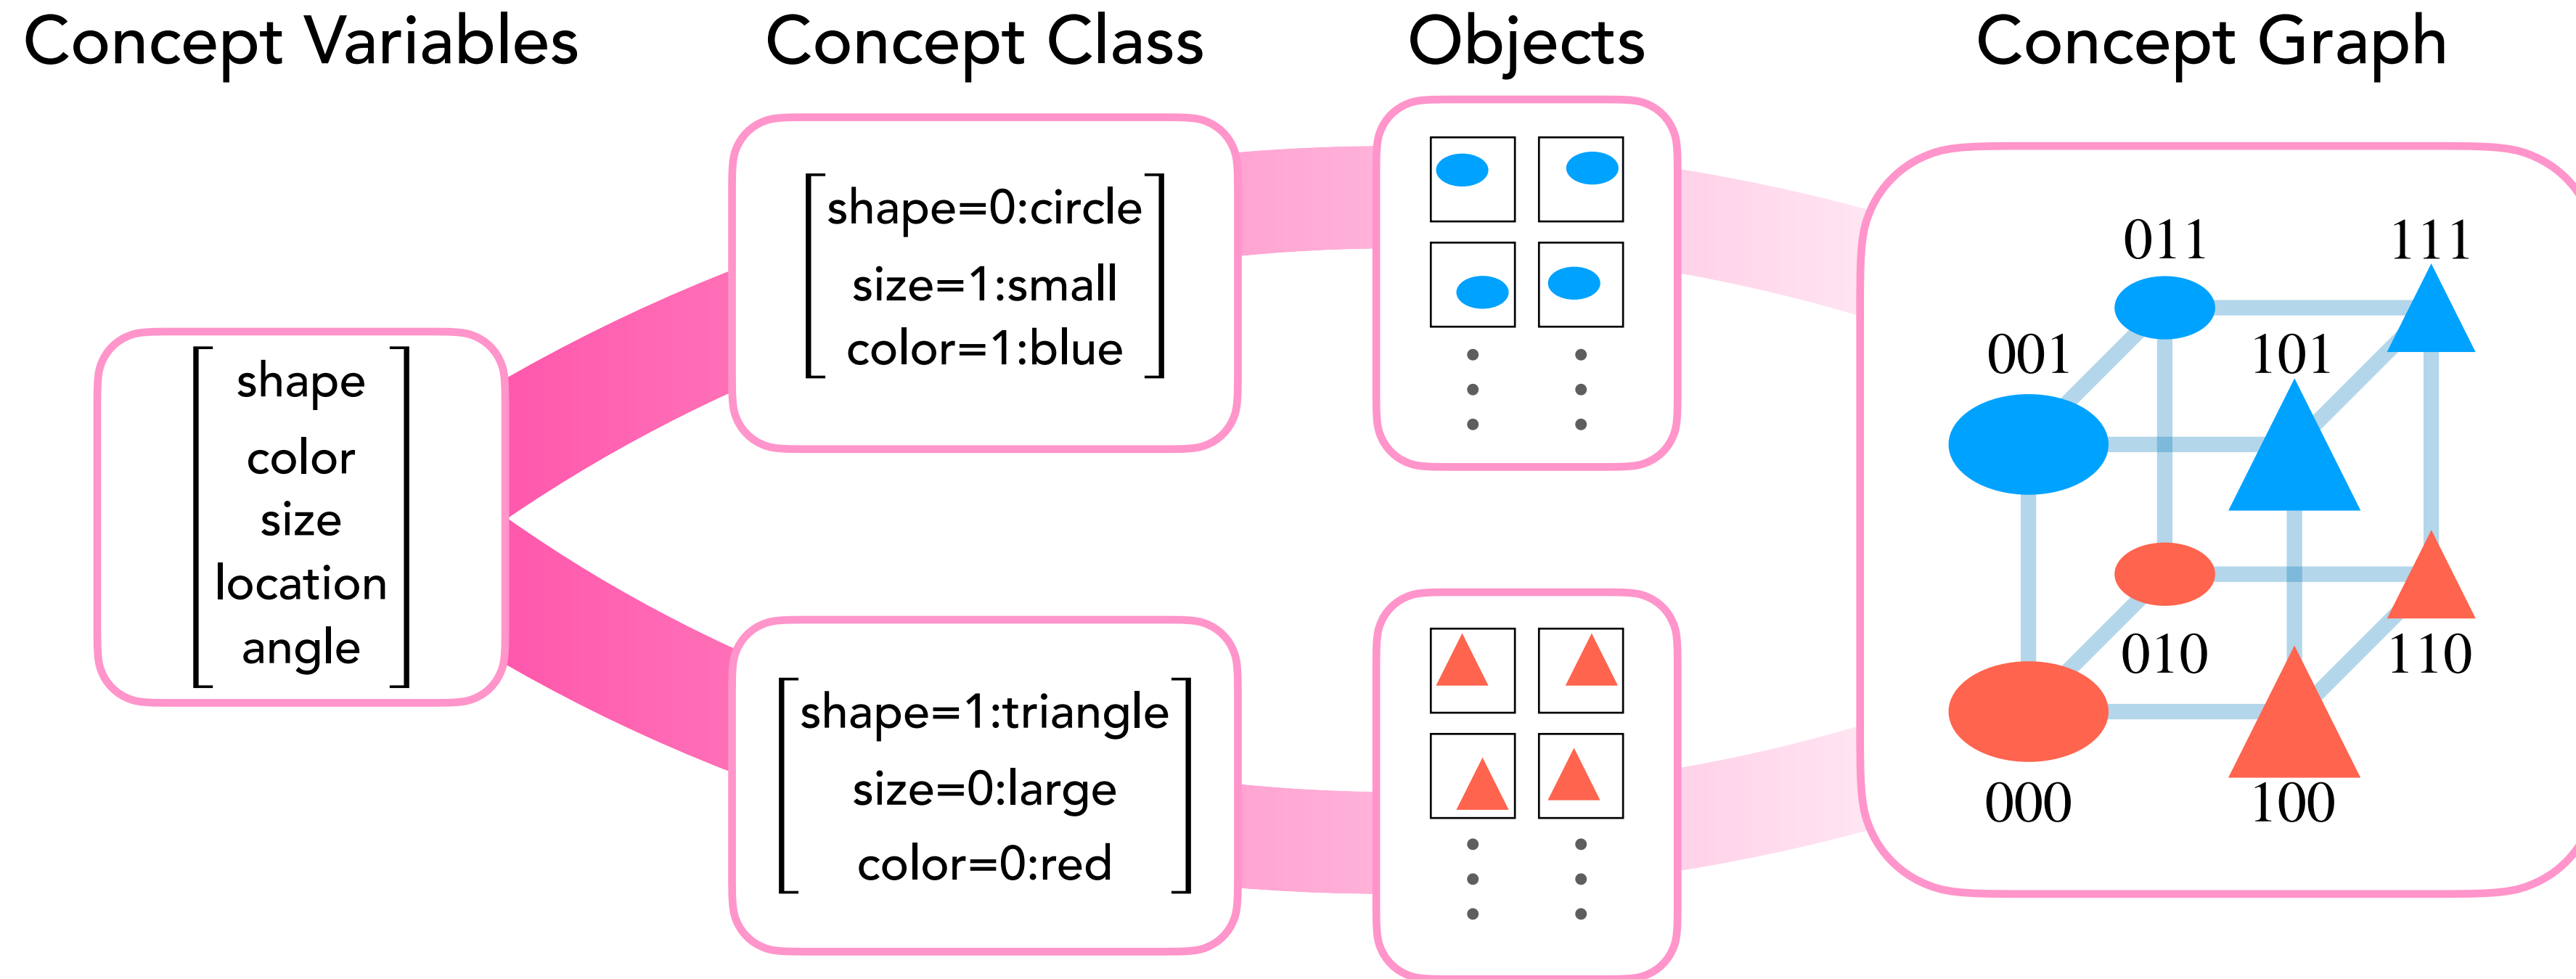 Concept Variables
Concept Class
Objects
Concept Graph
shape
color
size
location
angle
shape=0:circle
size=1:small
color=1:blue
shape=1:triangle
size=0:large
color=0:red
011
111
001
101
010
110
000
100